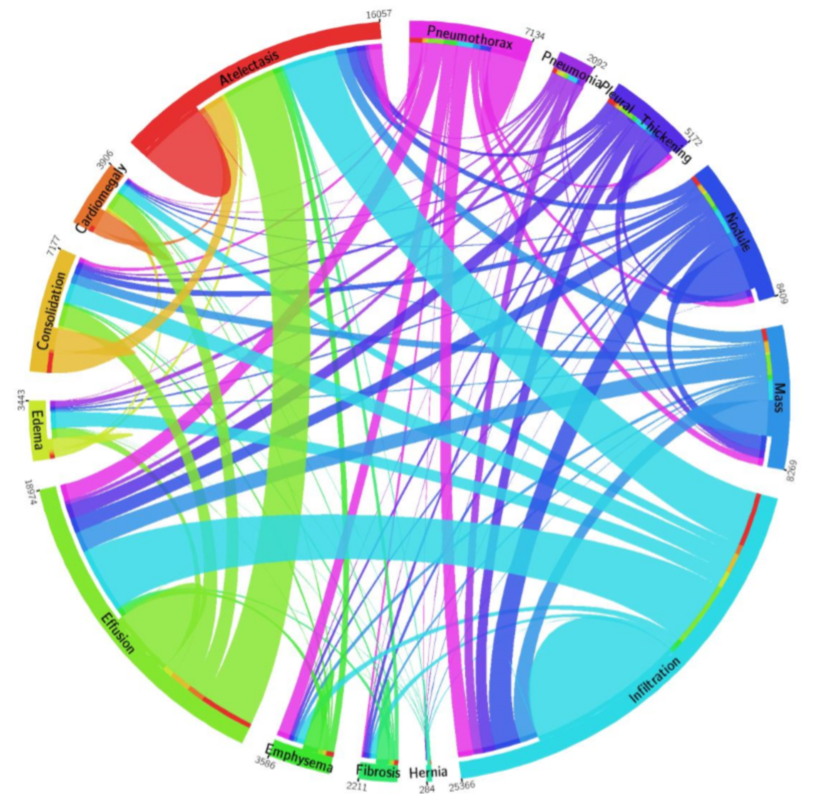 16057
Pneumothorax
7134
Pneumonia
2092
Pleural Thickening
5172
Nodule
8409
Mass
8269
Infiltration
25366
Hernia
284
Fibrosis
2211
Emphysema
3586
Effusion
18974
Edema
3443
Consolidation
7177
Cardiomegaly
3906
Atelectasis